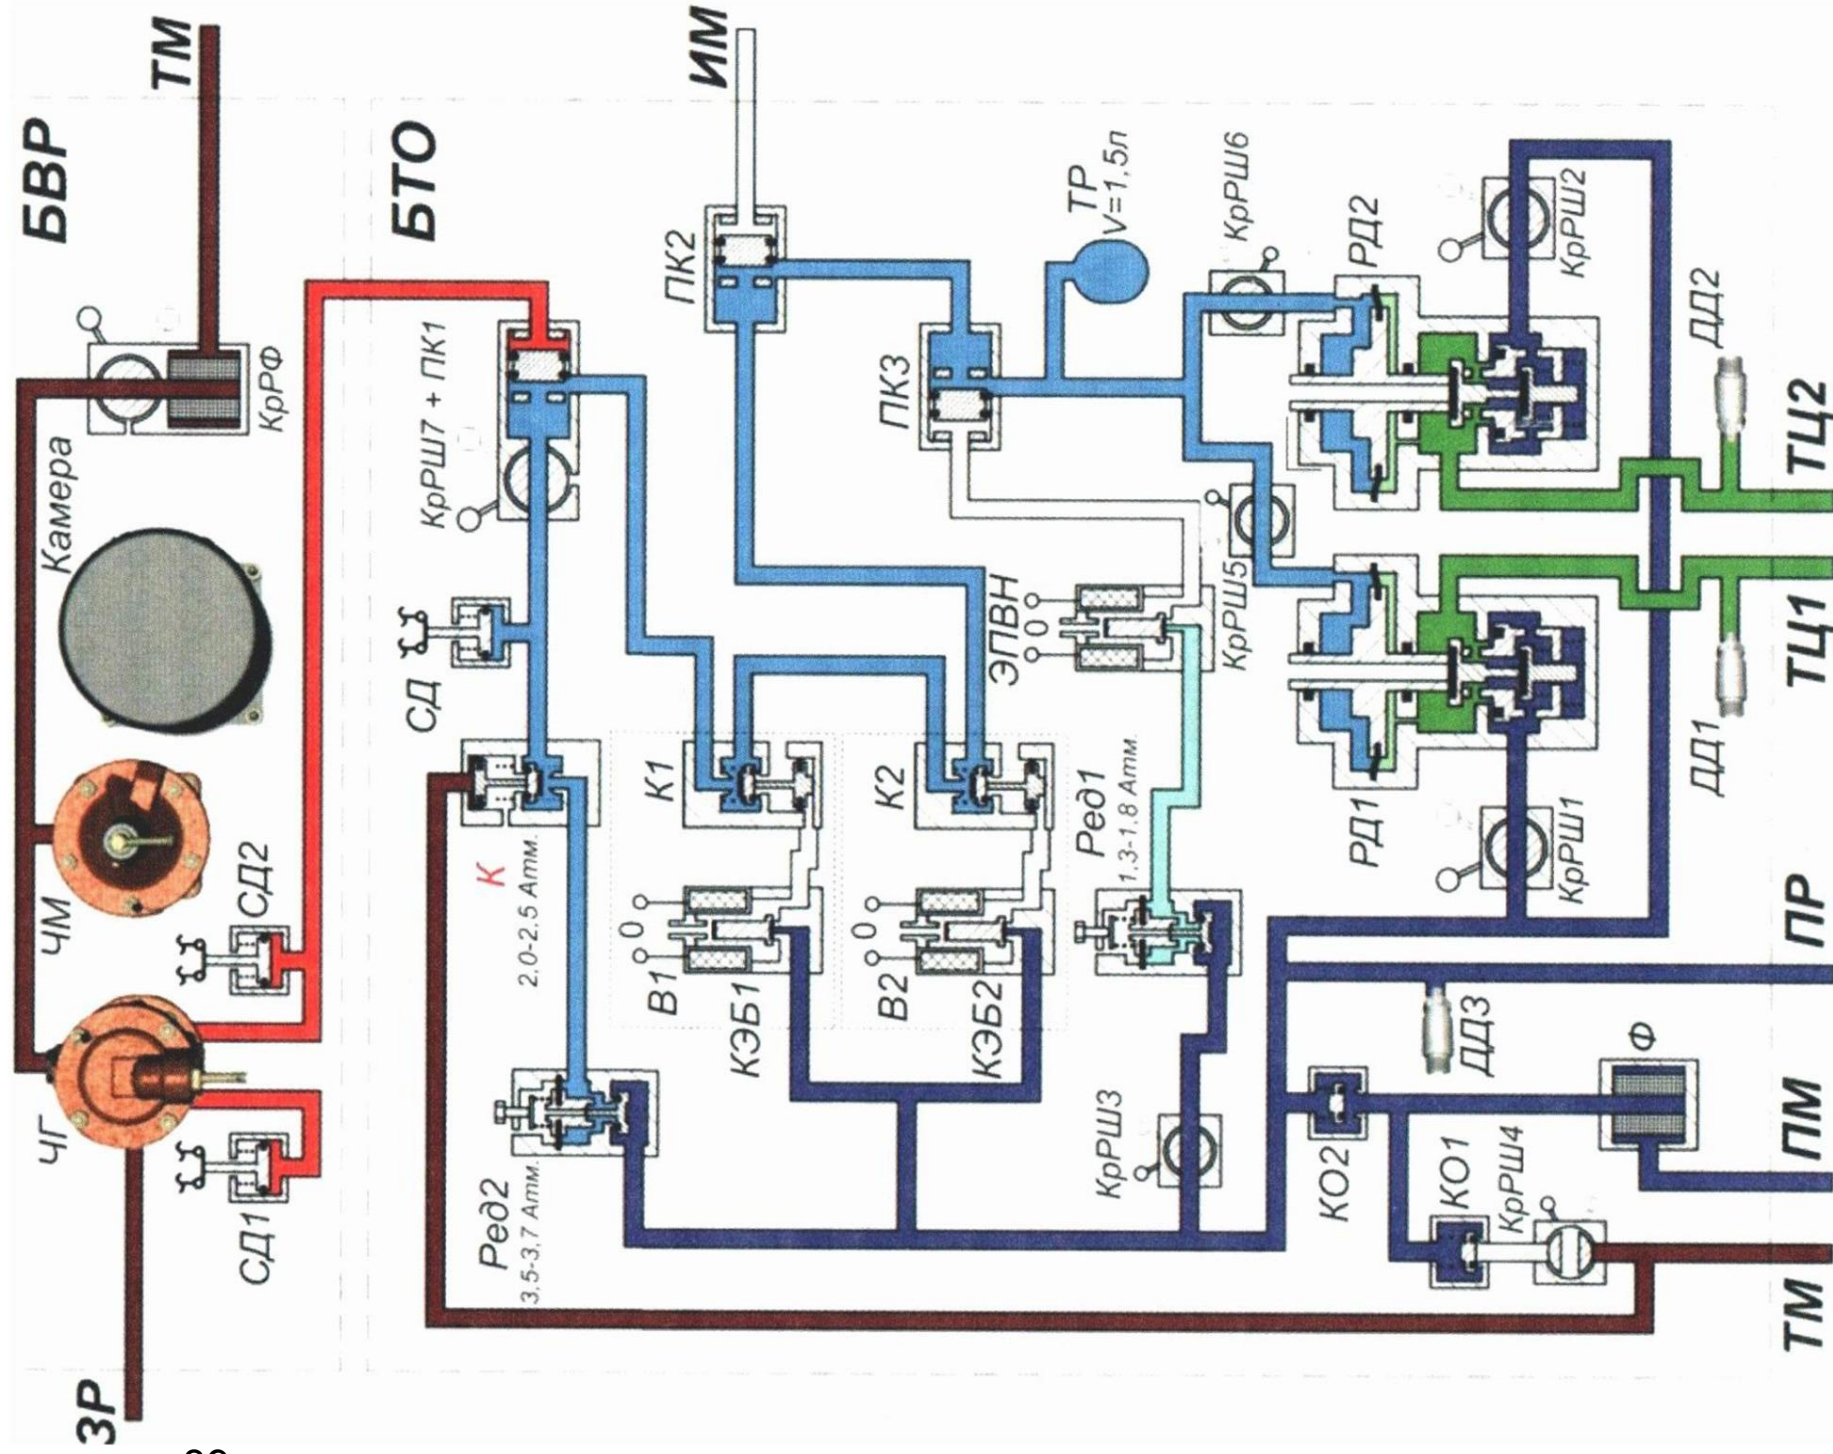 БВР
ЧГ
ЧМ
Камера
ТМ
ЗР
СД1
СД2
КрРФ
БТО
СД
КрРШ7 + ПК1
Ред2
3,5-3,7 Атм.
К
2.0-2.5 Атм.
В1
0
К1
ПК2
ИМ
КЭБ1
В2
0
К2
ПК3
КЭБ2
ЭПВН
0
Ред1
1.3-1.8 Атм.
ТР
V=1,5л
КрРШ3
КрРШ5
КрРШ6
КО2
РД1
РД2
КО1
ДД3
КрРШ4
КрРШ1
КрРШ2
Ф
ДД1
ДД2
ТМ
ПМ
ПР
ТЦ1
ТЦ2